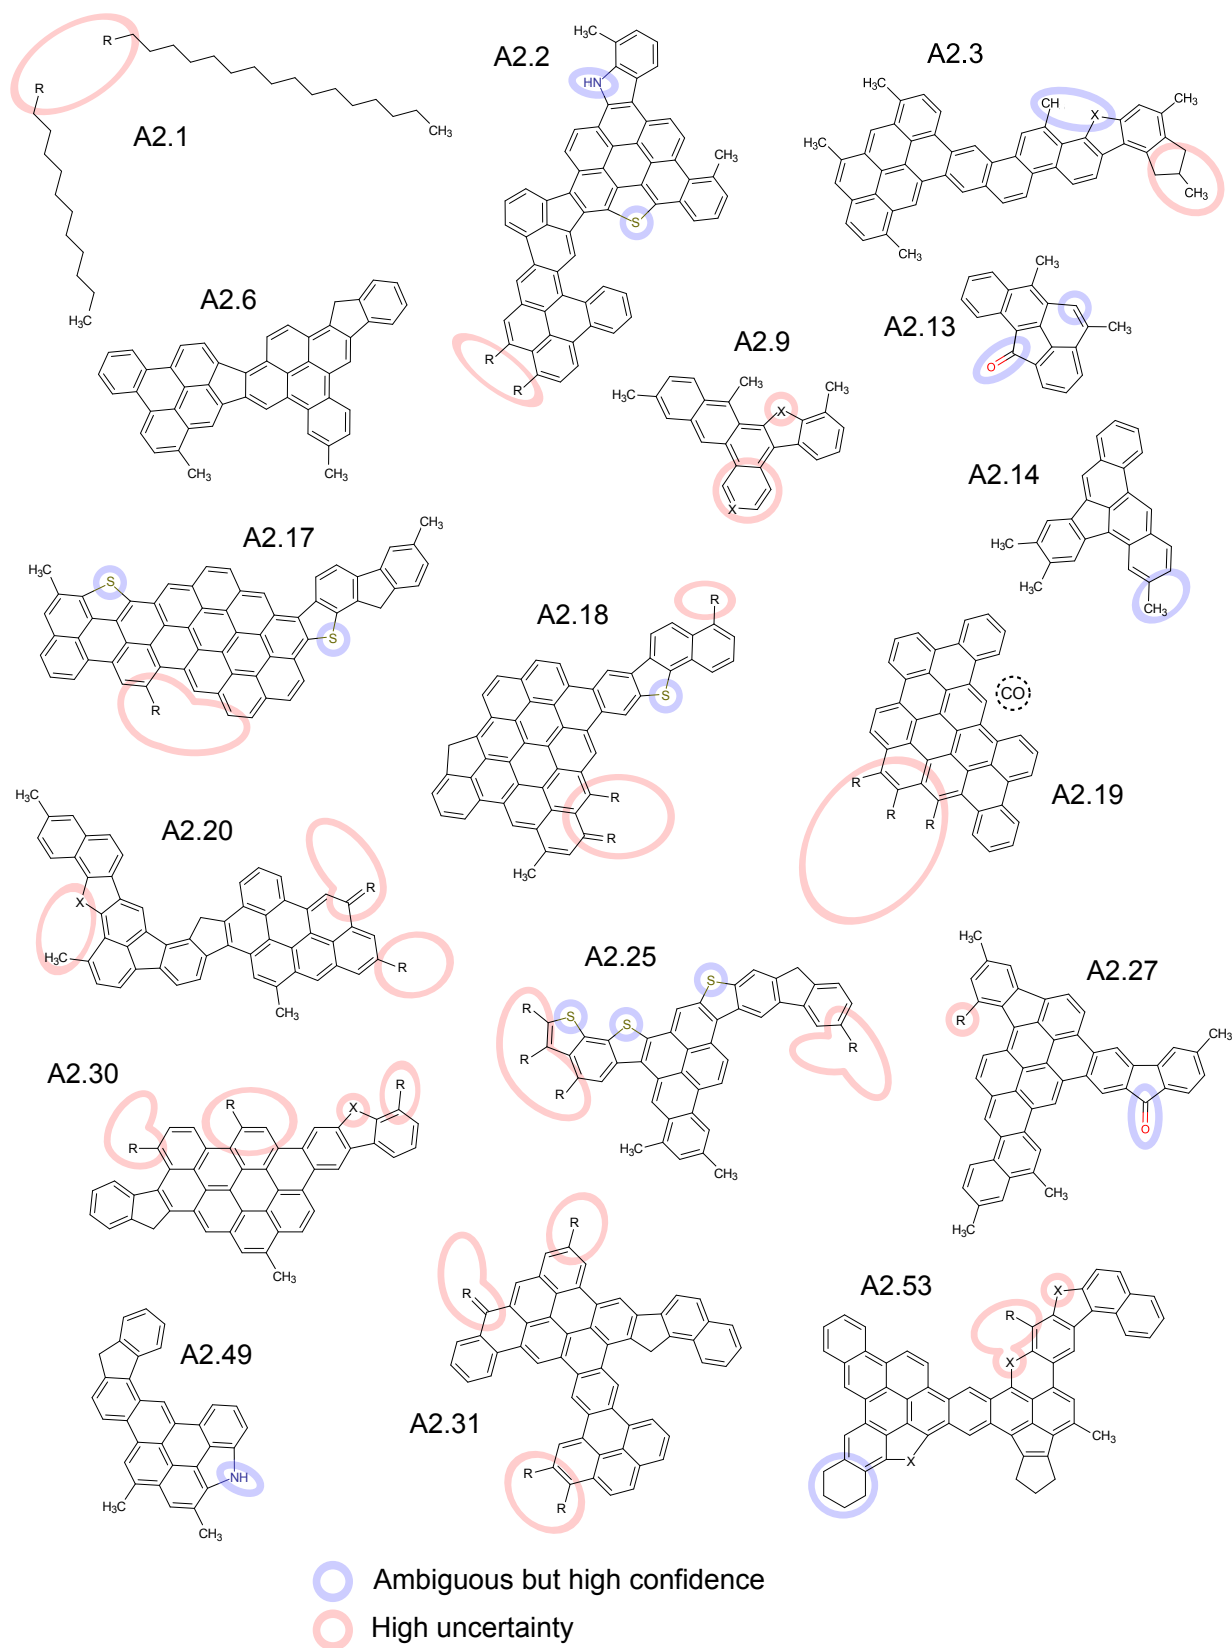 R
CH₃
R
A2.1
H₃C
A2.2
H₃C
HN
CH₃
S
R
R
A2.3
CH₃
H₃C
CH
X
CH₃
CH₃
CH₃
A2.6
CH₃
CH₃
A2.9
H₃C
CH₃
X
CH₃
X
A2.13
CH₃
CH₃
O
A2.14
H₃C
H₃C
CH₃
A2.17
CH₃
H₃C
S
S
R
A2.18
R
S
R
R
H₃C
A2.19
CO
R
R
R
A2.20
H₃C
X
H₃C
R
R
CH₃
A2.25
S
R
S
S
R
R
R
CH₃
CH₃
A2.27
CH₃
R
CH₃
O
CH₃
H₃C
A2.30
R
R
R
X
CH₃
A2.31
R
R
R
R
A2.49
NH
H₃C
CH₃
A2.53
X
R
X
CH₃
X
Ambiguous but high confidence
High uncertainty